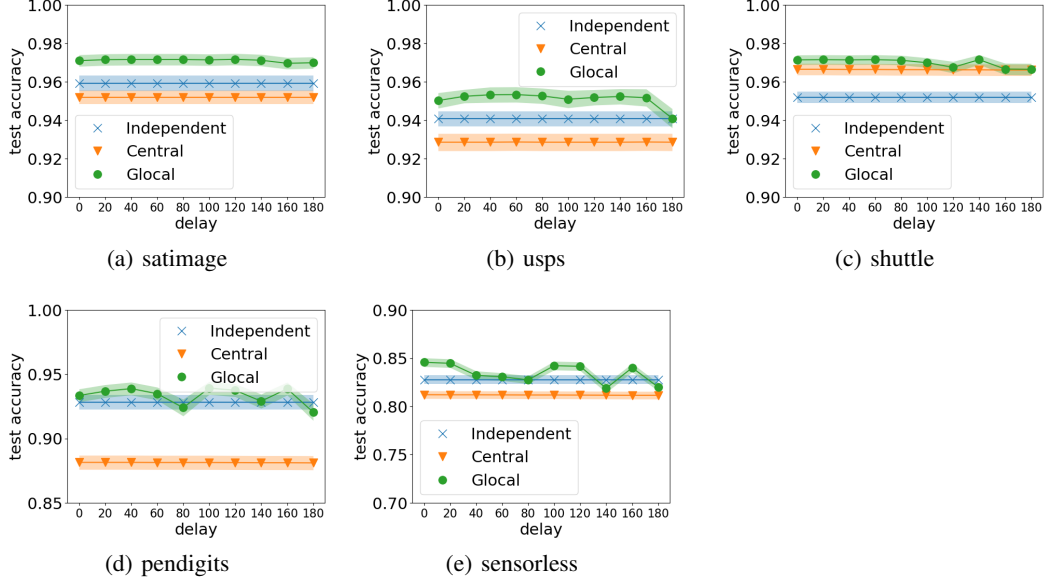 1.00
0.98
0.96
0.94
0.92
0.90
test accuracy
Independent
Central
Glocal
0 20 40 60 80 100 120 140 160 180
delay
(a) satimage
1.00
0.98
0.96
0.94
0.92
0.90
test accuracy
Independent
Central
Glocal
0 20 40 60 80 100 120 140 160 180
delay
(b) usps
1.00
0.98
0.96
0.94
0.92
0.90
test accuracy
Independent
Central
Glocal
0 20 40 60 80 100 120 140 160 180
delay
(c) shuttle
1.00
0.95
0.90
0.85
test accuracy
Independent
Central
Glocal
0 20 40 60 80 100 120 140 160 180
delay
(d) pendigits
0.90
0.85
0.80
0.75
0.70
test accuracy
Independent
Central
Glocal
0 20 40 60 80 100 120 140 160 180
delay
(e) sensorless